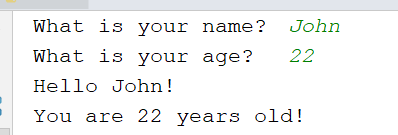 What is your name? John
What is your age? 22
Hello John!
You are 22 years old!